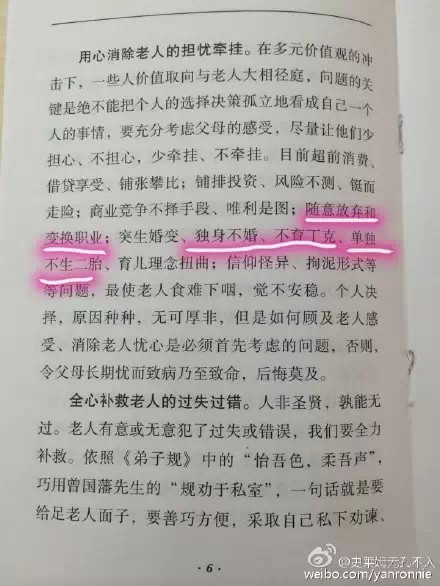 用心消除老人的担忧牵挂。在多元价值观的冲
击下，一些人价值取向与老人大相径庭，问题的关
键是绝不能把个人的选择决策孤立地看成自己一个
人的事情，要充分考虑父母的感受，尽量让他们少
担心、不担心，少牵挂、不牵挂。目前超前消费、
借贷享受、铺张攀比；铺排投资、风险不测、铤而
走险；商业竞争不择手段、唯利是图；随意放弃和
变换职业；突生婚变、独身不婚、不育丁克、单独
不生二胎、育儿理念扭曲；信仰怪异、拘泥形式等
等问题，最使老人食难下咽，觉不安稳。个人决
择，原因种种，无可厚非，但是如何顾及老人感
受、消除老人忧心是必须首先考虑的问题，否则，
令父母长期忧而致病乃至致命，后悔莫及。
全心补救老人的过失过错。人非圣贤，孰能无
过。老人有意或无意犯了过失或错误，我们要全力
补救。依照《弟子规》中的“怡吾色，柔吾声”，
巧用曾国藩先生的“规劝于私室”，一句话就是要
给足老人面子，要善巧方便，采取自己私下劝谏、
·6·
@史莱姆无孔不入
weibo.com/yanronnie